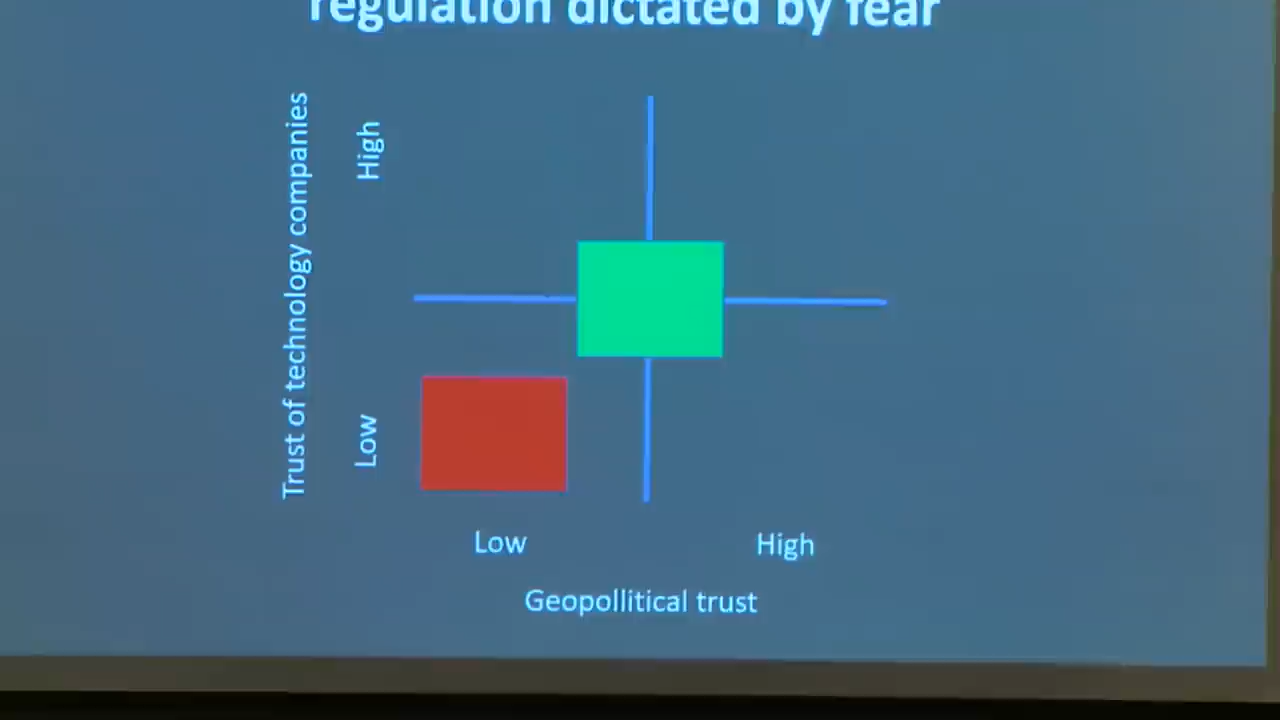 regulation dictated by fear
Trust of technology companies
High
Low
Low
High
Geopollitical trust